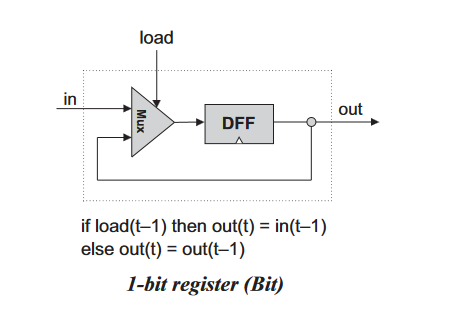 load
in
Mux
DFF
out
if load(t–1) then out(t) = in(t–1)
else out(t) = out(t–1)
1-bit register (Bit)